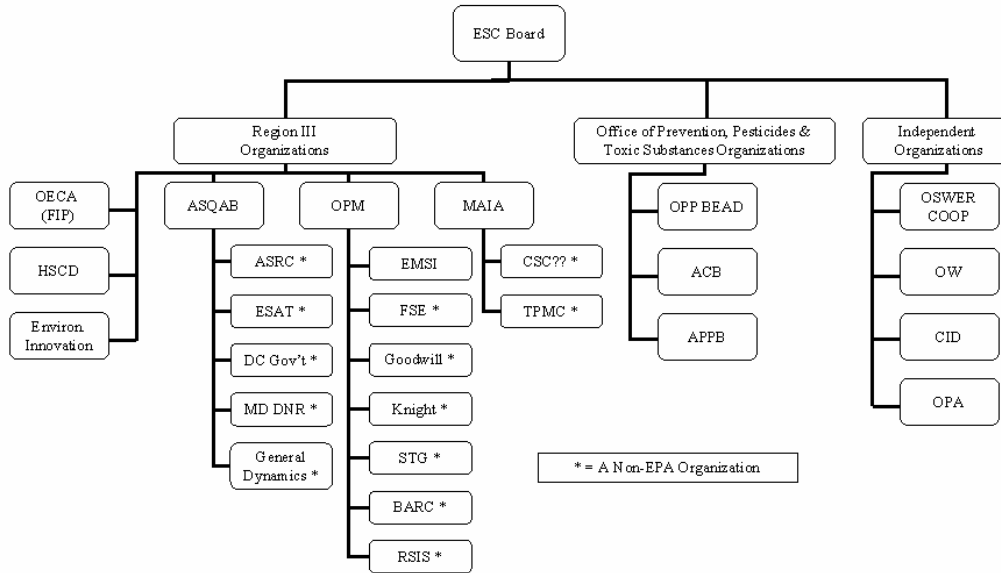 ESC Board
Region III
Organizations
Office of Prevention, Pesticides &
Toxic Substances Organizations
Independent
Organizations
OECA
(FIP)
HSCD
Environ
Innovation
ASQAB
ASRC *
ESAT *
DC Gov't *
MD DNR *
General
Dynamics *
OPM
EMSI
FSE *
Goodwill *
Knight *
STG *
BARC *
RSIS *
MAIA
CSC?? *
TPMC *
OPP BEAD
ACB
APPB
OSWER
COOP
OW
CID
OPA
* = A Non-EPA Organization